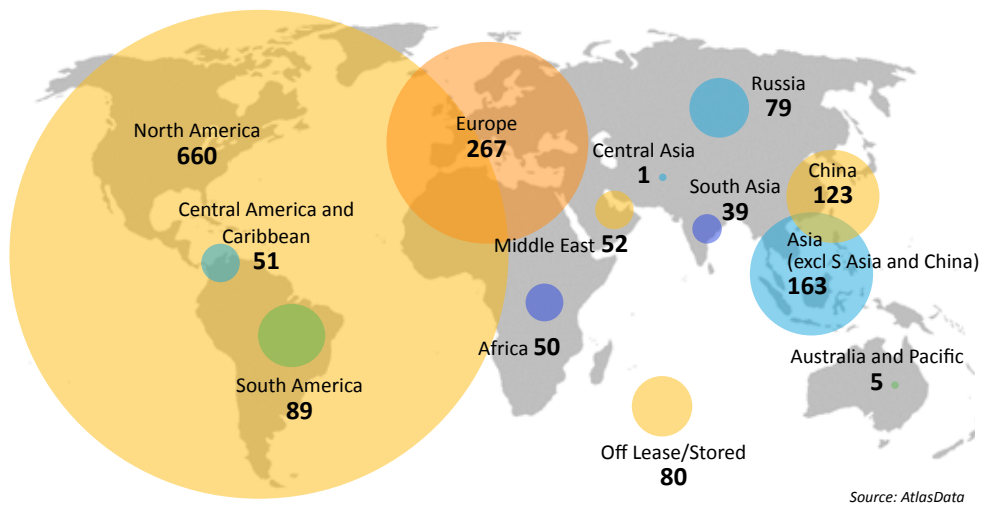 North America
660
Europe
267
Russia
79
Central Asia
1
South Asia
39
China
123
Central America and
Caribbean
51
Middle East 52
Asia
(excl S Asia and China)
163
Africa 50
South America
89
Australia and Pacific
5
Off Lease/Stored
80
Source: AtlasData